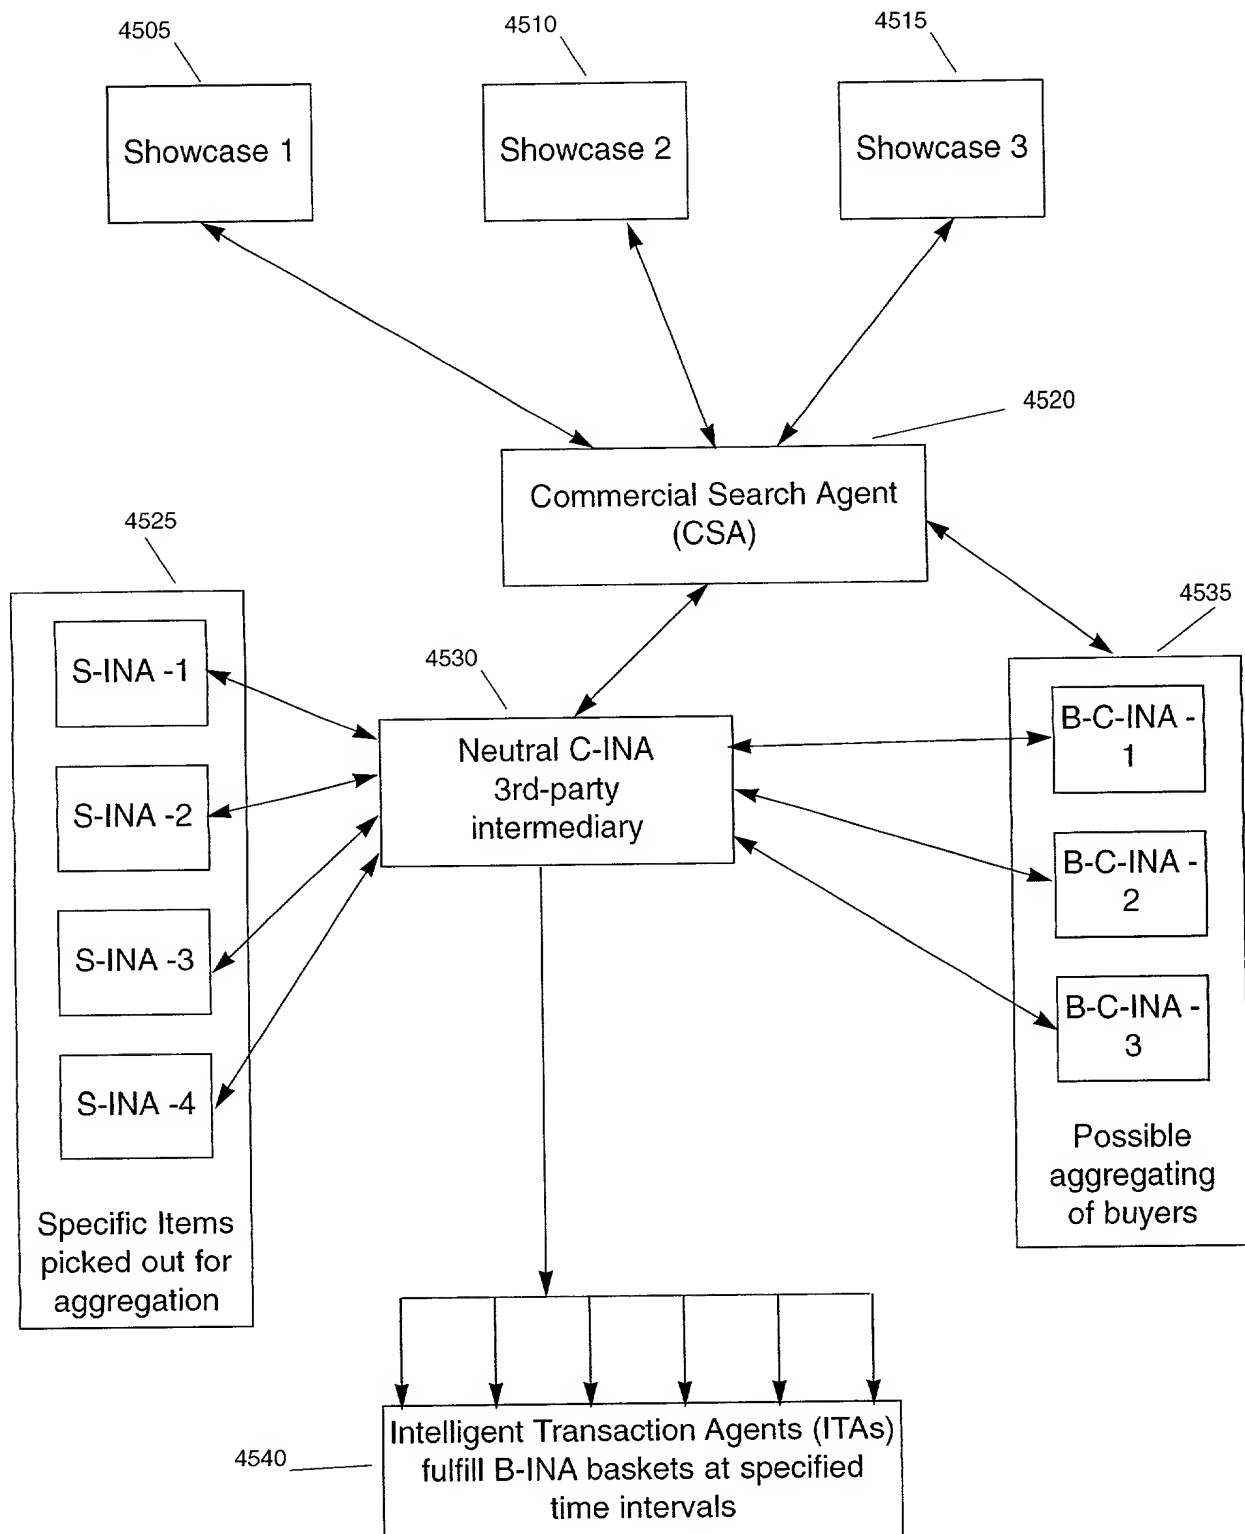 4505
4510
4515
Showcase 1
Showcase 2
Showcase 3
4520
Commercial Search Agent
(CSA)
4525
4535
S-INA -1
S-INA -2
S-INA -3
S-INA -4
Specific Items
picked out for
aggregation
4530
Neutral C-INA
3rd-party
intermediary
B-C-INA -
1
B-C-INA -
2
B-C-INA -
3
Possible
aggregating
of buyers
4540
Intelligent Transaction Agents (ITAs)
fulfill B-INA baskets at specified
time intervals